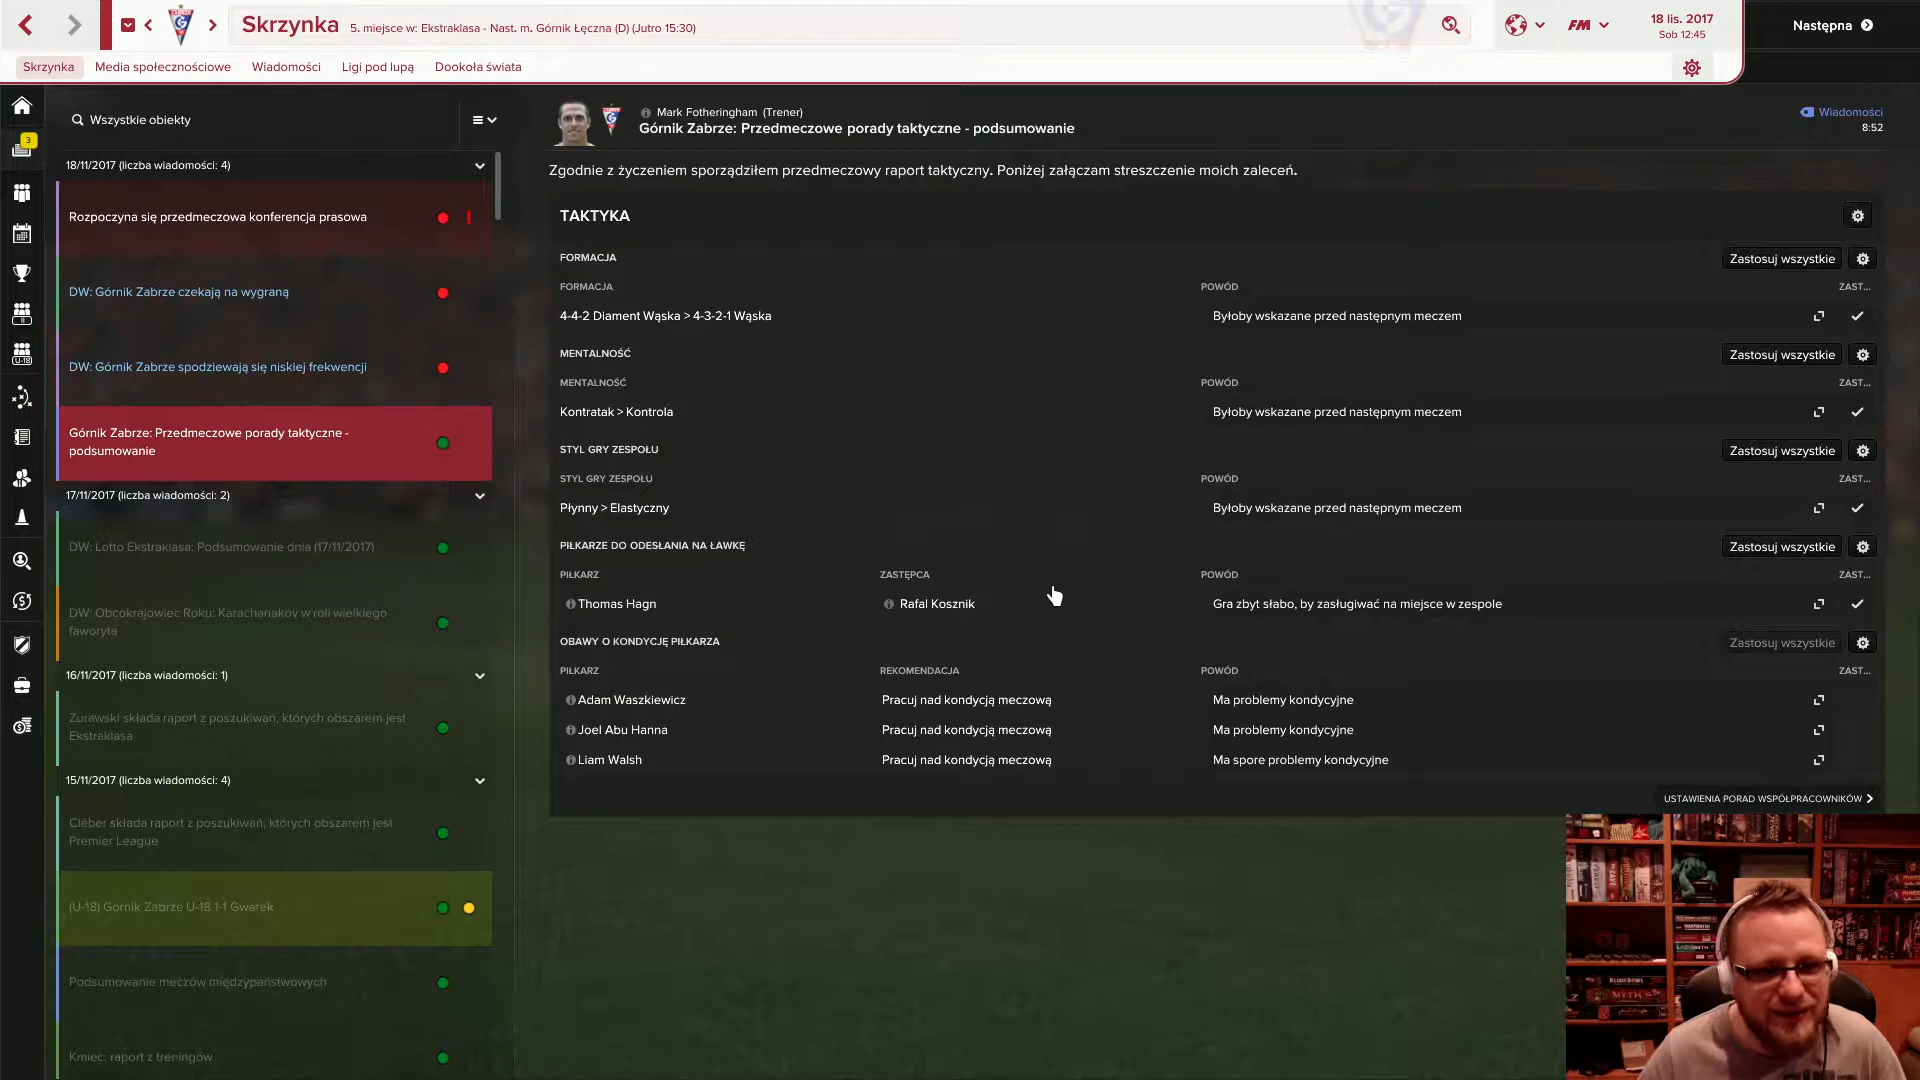 Skrzynka
5. miejsce w: Ekstraklasa - Nast. m. Górnik Łęczna (D) (Jutro 15:30)
FM
18 lis. 2017
Sob 12:45
Następna
Skrzynka
Media społecznościowe
Wiadomości
Ligi pod lupą
Dookoła świata
3
Wszystkie obiekty
18/11/2017 (liczba wiadomości: 4)
Rozpoczyna się przedmeczowa konferencja prasowa
DW: Górnik Zabrze czekają na wygraną
DW: Górnik Zabrze spodziewają się niskiej frekwencji
Górnik Zabrze: Przedmeczowe porady taktyczne -
podsumowanie
17/11/2017 (liczba wiadomości: 2)
DW: Lotto Ekstraklasa: Podsumowanie dnia (17/11/2017)
DW: Obcokrajowiec Roku: Karachanakov w roli wielkiego
faworyta
16/11/2017 (liczba wiadomości: 1)
Żurawski składa raport z poszukiwań, których obszarem jest
Ekstraklasa
15/11/2017 (liczba wiadomości: 4)
Cléber składa raport z poszukiwań, których obszarem jest
Premier League
(U-18) Górnik Zabrze U-18 1-1 Gwarek
Podsumowanie meczów międzypaństwowych
Kmiec: raport z treningów
Mark Fotheringham (Trener)
Górnik Zabrze: Przedmeczowe porady taktyczne - podsumowanie
Wiadomości
8:52
Zgodnie z życzeniem sporządziłem przedmeczowy raport taktyczny. Poniżej załączam streszczenie moich zaleceń.
TAKTYKA
FORMACJA
Zastosuj wszystkie
FORMACJA POWÓD ZAST...
4-4-2 Diament Wąska > 4-3-2-1 Wąska Byłoby wskazane przed następnym meczem
MENTALNOŚĆ
Zastosuj wszystkie
MENTALNOŚĆ POWÓD ZAST...
Kontratak > Kontrola Byłoby wskazane przed następnym meczem
STYL GRY ZESPOŁU
Zastosuj wszystkie
STYL GRY ZESPOŁU POWÓD ZAST...
Płynny > Elastyczny Byłoby wskazane przed następnym meczem
PIŁKARZE DO ODESŁANIA NA ŁAWKĘ
Zastosuj wszystkie
PIŁKARZ ZASTĘPCA POWÓD ZAST...
Thomas Hagn Rafal Kosznik Gra zbyt słabo, by zasługiwać na miejsce w zespole
OBAWY O KONDYCJĘ PIŁKARZA
Zastosuj wszystkie
PIŁKARZ REKOMENDACJA POWÓD ZAST...
Adam Waszkiewicz Pracuj nad kondycją meczową Ma problemy kondycyjne
Joel Abu Hanna Pracuj nad kondycją meczową Ma problemy kondycyjne
Liam Walsh Pracuj nad kondycją meczową Ma spore problemy kondycyjne
USTAWIENIA PORAD WSPÓŁPRACOWNIKÓW
BLOOD BOWL
MYTH